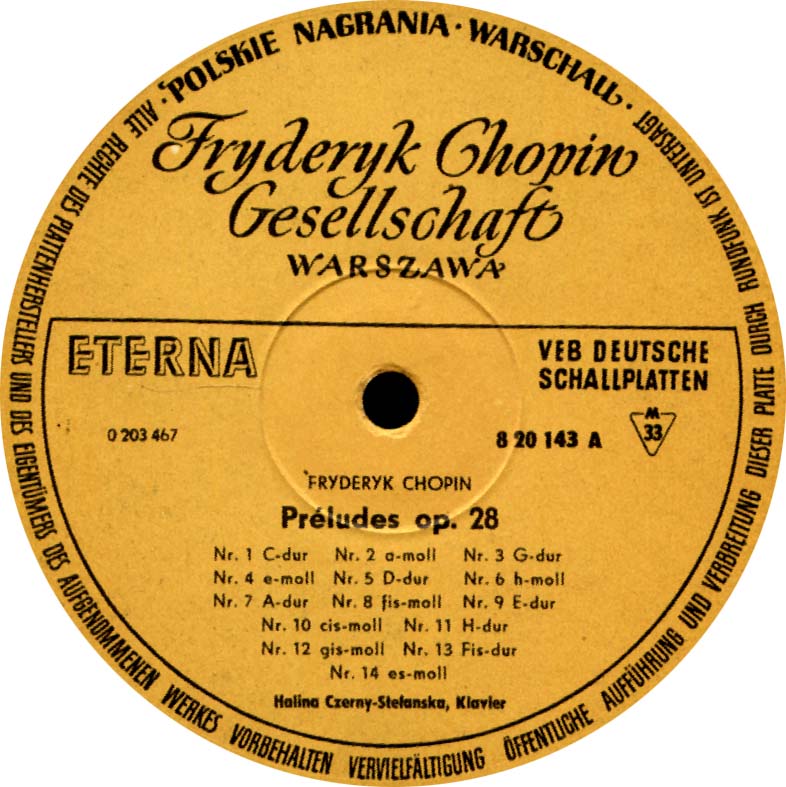 · POLSKIE NAGRANIA · WARSCHAU ·
ALLE RECHTE DES PLATTENHERSTELLERS UND DES EIGENTÜMERS DES AUFGENOMMENEN WERKES VORBEHALTEN VERVIELFÄLTIGUNG ÖFFENTLICHE AUFFÜHRUNG UND VERBREITUNG DIESER PLATTE DURCH RUNDFUNK IST UNTERSAGT
Fryderyk Chopin
Gesellschaft
WARSZAWA
ETERNA
VEB DEUTSCHE
SCHALLPLATTEN
0 203 467
8 20 143 A
M
33
FRYDERYK CHOPIN
Préludes op. 28
Nr. 1 C-dur Nr. 2 a-moll Nr. 3 G-dur
Nr. 4 e-moll Nr. 5 D-dur Nr. 6 h-moll
Nr. 7 A-dur Nr. 8 fis-moll Nr. 9 E-dur
Nr. 10 cis-moll Nr. 11 H-dur
Nr. 12 gis-moll Nr. 13 Fis-dur
Nr. 14 es-moll
Halina Czerny-Stefanska, Klavier